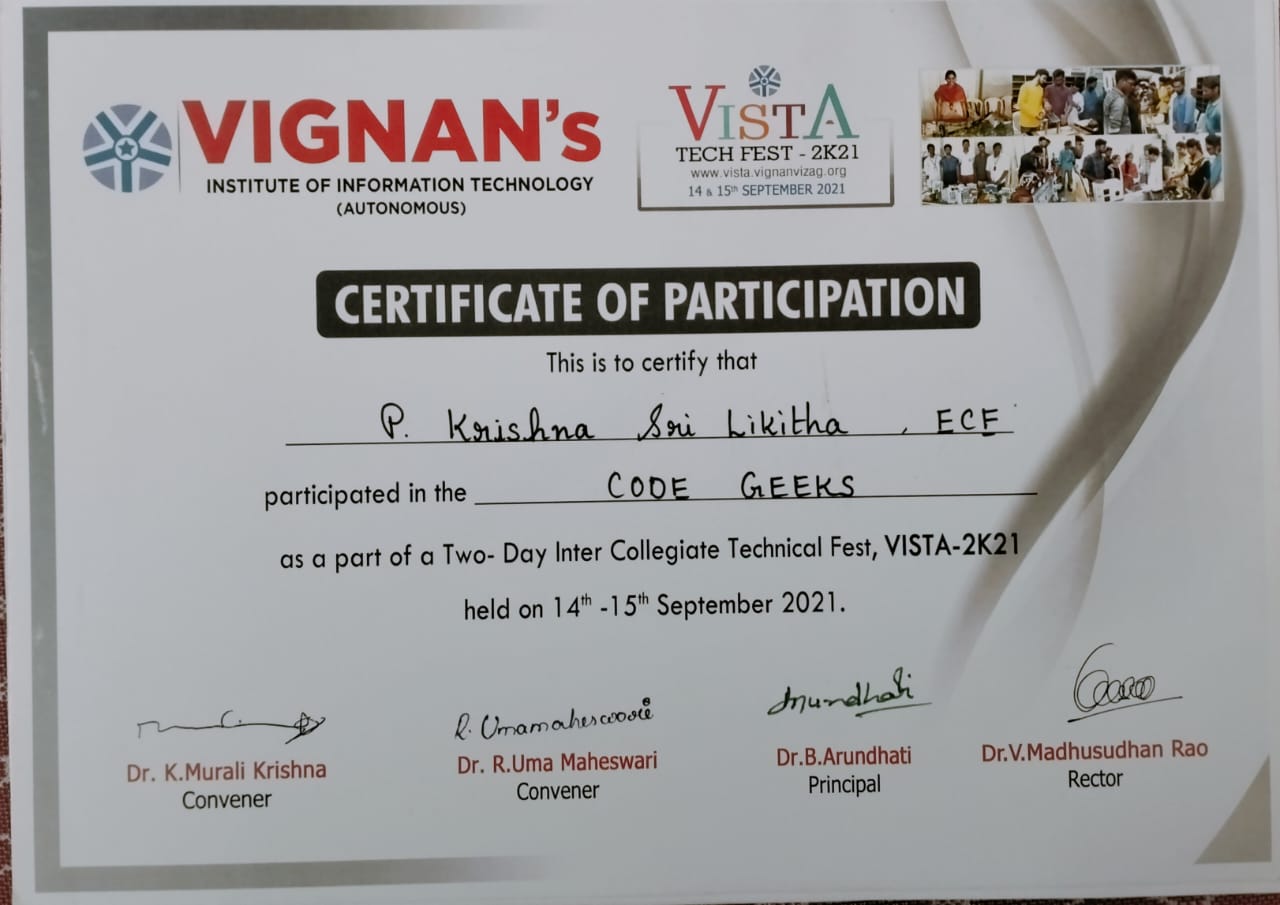 VIGNAN's
INSTITUTE OF INFORMATION TECHNOLOGY
(AUTONOMOUS)
VISTA
TECH FEST - 2K21
www.vista.vignanvizag.org
14 & 15th SEPTEMBER 2021
CERTIFICATE OF PARTICIPATION
This is to certify that
P. Krishna Sri Likitha , ECE
participated in the CODE GEEKS
as a part of a Two- Day Inter Collegiate Technical Fest, VISTA-2K21
held on 14th -15th September 2021.
R. Umamaheswari
Arundhati
Dr. K.Murali Krishna
Convener
Dr. R.Uma Maheswari
Convener
Dr.B.Arundhati
Principal
Dr.V.Madhusudhan Rao
Rector